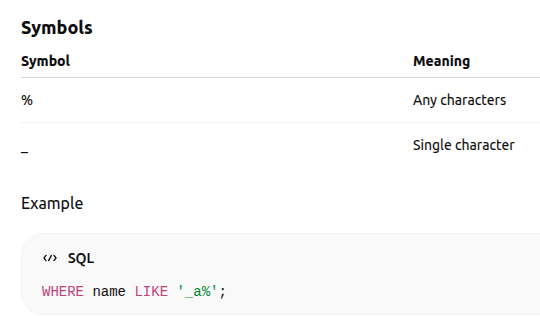 Symbols
Symbol Meaning
% Any characters
_ Single character
Example
</> SQL
WHERE name LIKE '_a%';